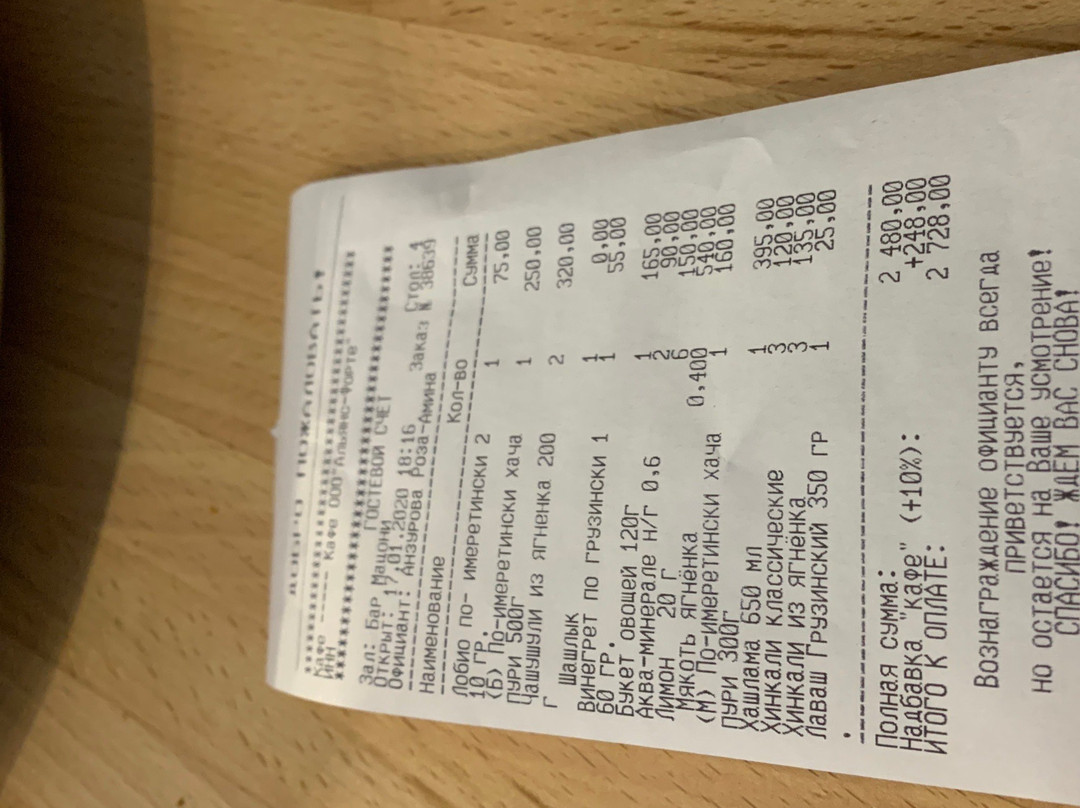 ДОБРО ПОЖАЛОВАТЬ!
Кафе ---- Кафе ООО"Альянс-Форте"
ИНН
ГОСТЕВОЙ СЧЕТ
Зал: Бар Мацони
Открыт: 17.01.2020 18:16 Стол: 4
Официант: Анзурова Роза-Амина Заказ N 38639
Наименование Кол-во Сумма
Лобио по- имеретински 2
10 гр. 1 75,00
(Б) По-имеретински хача
пури 500г 1 250,00
Чашушули из ягненка 200
г 2 320,00
Шашлык 1 0,00
Винегрет по грузински 1
60 гр. 1 55,00
Букет овощей 120г 1 165,00
Аква-минерале н/г 0,6 2 90,00
Лимон 20 г 6 150,00
Мякоть ягнёнка 0,400 540,00
(М) По-имеретински хача
пури 300г 1 160,00
Хашлама 650 мл 1 395,00
Хинкали классические 3 120,00
Хинкали из ягнёнка 3 135,00
Лаваш Грузинский 350 гр 1 25,00
.
Полная сумма: 2 480,00
Надбавка "кафе" (+10%): +248,00
ИТОГО К ОПЛАТЕ: 2 728,00
Вознаграждение официанту всегда
приветствуется,
но остается на Ваше усмотрение!
СПАСИБО! ЖДЕМ ВАС СНОВА!